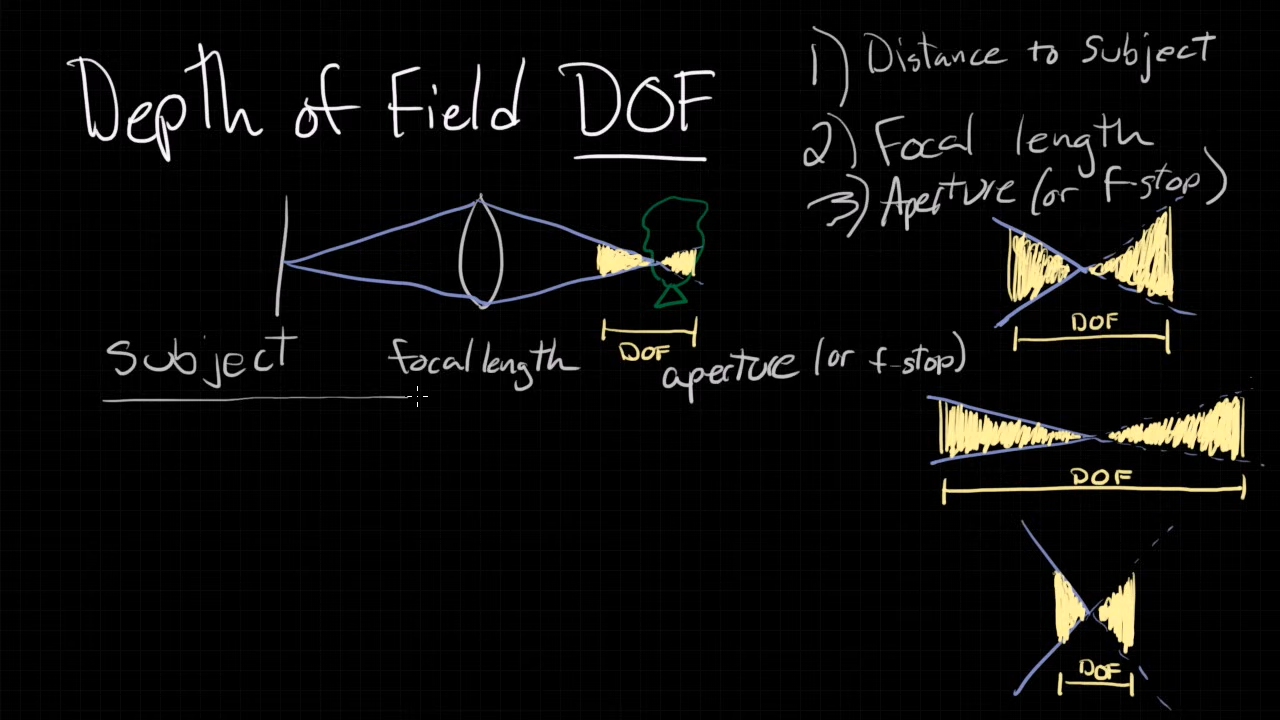 Depth of Field DOF
1) Distance to Subject
2) Focal length
3) Aperture (or f-stop)
DOF
DOF
Subject
focal length
aperture (or f-stop)
DOF
DOF